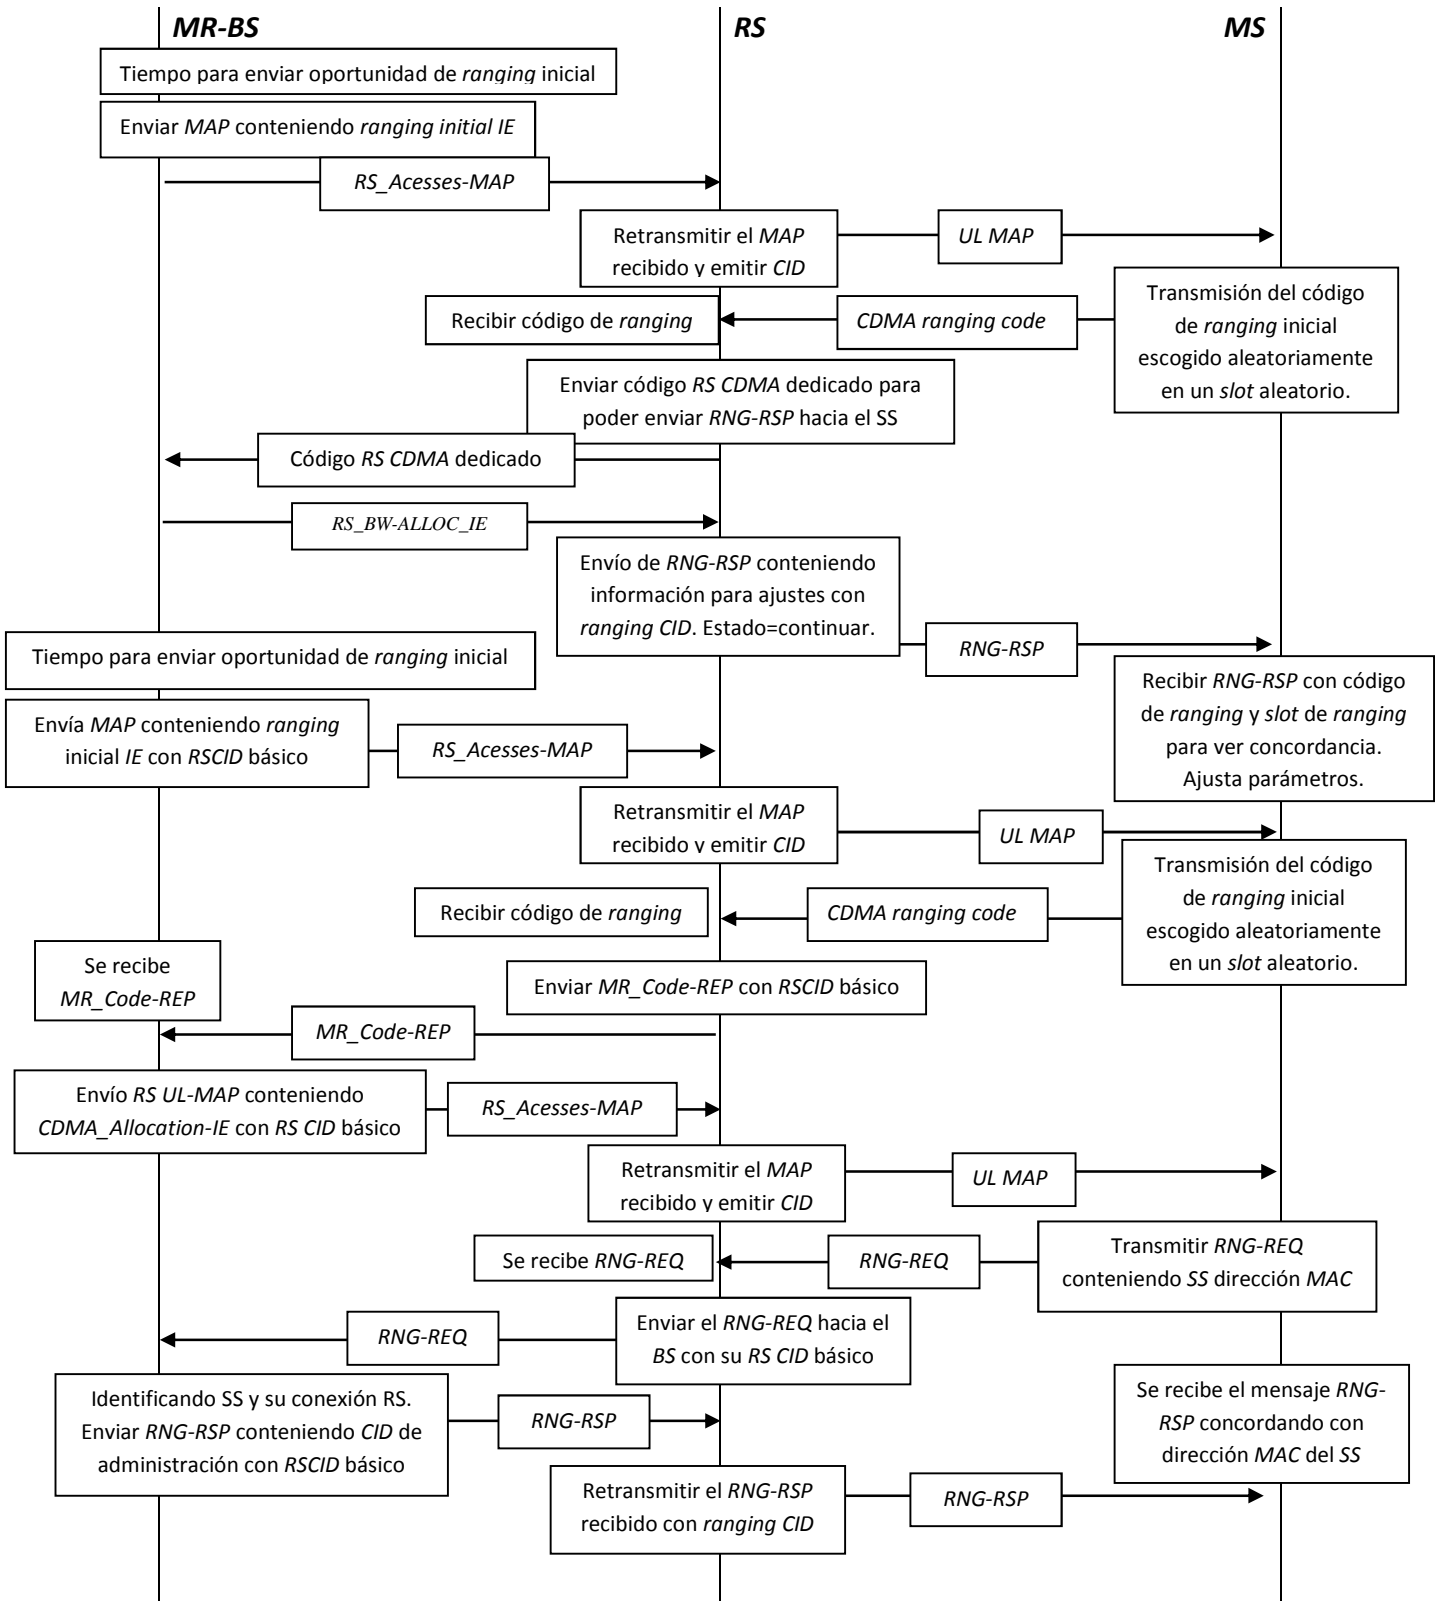 MR-BS
RS
MS
Tiempo para enviar oportunidad de ranging inicial
Enviar MAP conteniendo ranging initial IE
RS_Acesses-MAP
Retransmitir el MAP
recibido y emitir CID
UL MAP
Transmisión del código
de ranging inicial
escogido aleatoriamente
en un slot aleatorio.
Recibir código de ranging
CDMA ranging code
Enviar código RS CDMA dedicado para
poder enviar RNG-RSP hacia el SS
Código RS CDMA dedicado
RS_BW-ALLOC_IE
Envío de RNG-RSP conteniendo
información para ajustes con
ranging CID. Estado=continuar.
RNG-RSP
Tiempo para enviar oportunidad de ranging inicial
Recibir RNG-RSP con código
de ranging y slot de ranging
para ver concordancia.
Ajusta parámetros.
Envía MAP conteniendo ranging
inicial IE con RSCID básico
RS_Acesses-MAP
Retransmitir el MAP
recibido y emitir CID
UL MAP
Transmisión del código
de ranging inicial
escogido aleatoriamente
en un slot aleatorio.
Recibir código de ranging
CDMA ranging code
Se recibe
MR_Code-REP
Enviar MR_Code-REP con RSCID básico
MR_Code-REP
Envío RS UL-MAP conteniendo
CDMA_Allocation-IE con RS CID básico
RS_Acesses-MAP
Retransmitir el MAP
recibido y emitir CID
UL MAP
Se recibe RNG-REQ
RNG-REQ
Transmitir RNG-REQ
conteniendo SS dirección MAC
RNG-REQ
Enviar el RNG-REQ hacia el
BS con su RS CID básico
Identificando SS y su conexión RS.
Enviar RNG-RSP conteniendo CID de
administración con RSCID básico
RNG-RSP
Se recibe el mensaje RNG-
RSP concordando con
dirección MAC del SS
Retransmitir el RNG-RSP
recibido con ranging CID
RNG-RSP